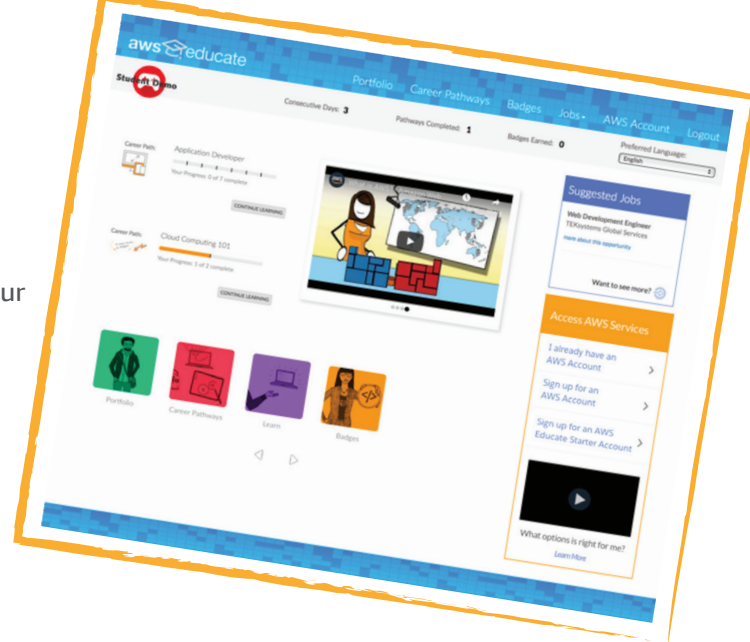 aws educate
Portfolio Career Pathways Badges Jobs AWS Account Logout
Student Demo
Consecutive Days: 3 Pathways Completed: 1 Badges Earned: 0 Preferred Language:
English
Career Path:
Application Developer
Your Progress: 0 of 7 complete
CONTINUE LEARNING
Career Path:
Cloud Computing 101
Your Progress: 1 of 2 complete
CONTINUE LEARNING
ur
aws
Suggested Jobs
Web Development Engineer
TEKsystems Global Services
more about this opportunity
Want to see more?
Access AWS Services
I already have an
AWS Account
Sign up for an
AWS Account
Sign up for an AWS
Educate Starter Account
What options is right for me?
Learn More
Portfolio
Career Pathways
Learn
Badges